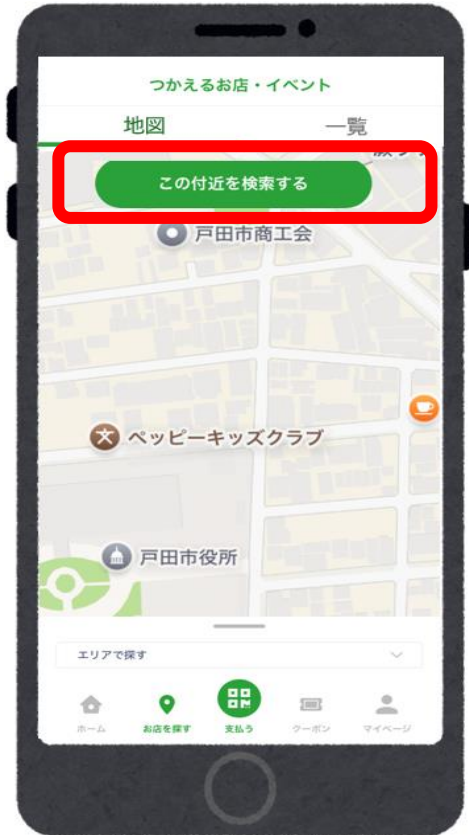 つかえるお店・イベント
地図
一覧
この付近を検索する
戸田市商工会
ペッピーキッズクラブ
戸田市役所
エリアで探す
ホーム
お店を探す
支払う
クーポン
マイページ